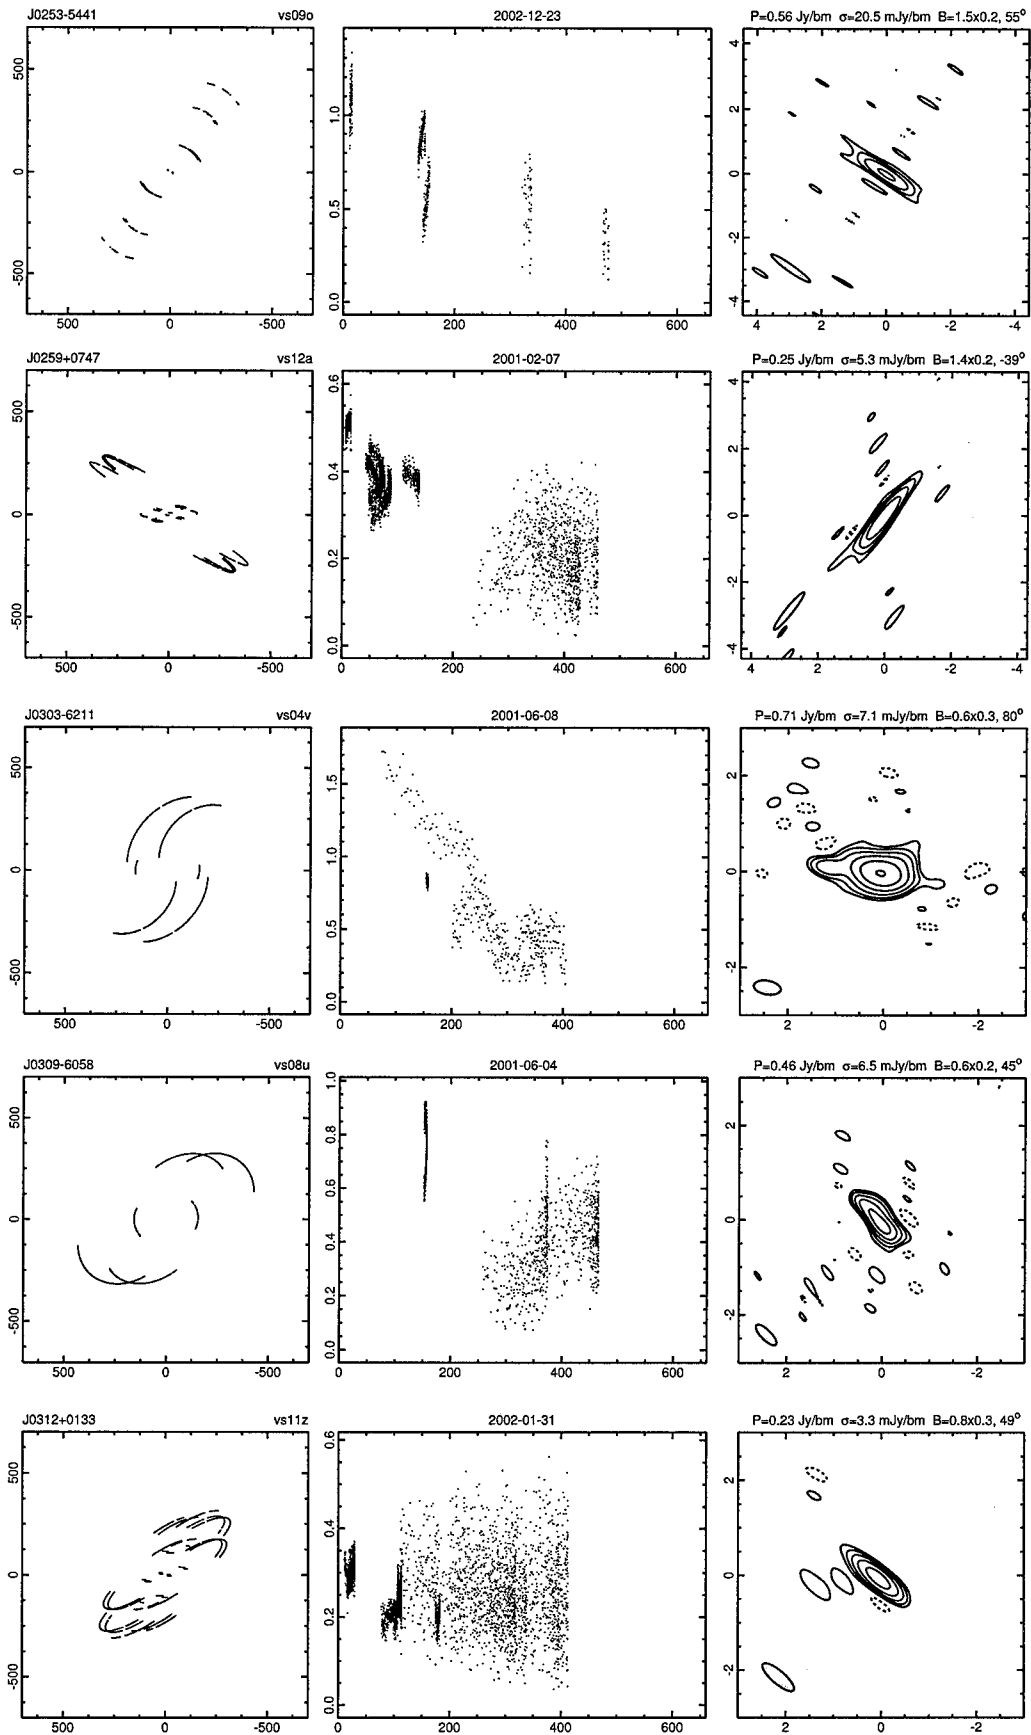 J0253-5441 vs09o 2002-12-23 P=0.56 Jy/bm σ=20.5 mJy/bm B=1.5x0.2, 55°
500
0
-500
500 0 -500
1.0
0.5
0.0
0 200 400 600
4
2
0
-2
-4
4 2 0 -2 -4
J0259+0747 vs12a 2001-02-07 P=0.25 Jy/bm σ=5.3 mJy/bm B=1.4x0.2, -39°
500
0
-500
500 0 -500
0.6
0.4
0.2
0.0
0 200 400 600
4
2
0
-2
-4
4 2 0 -2 -4
J0303-6211 vs04v 2001-06-08 P=0.71 Jy/bm σ=7.1 mJy/bm B=0.6x0.3, 80°
500
0
-500
500 0 -500
1.5
1.0
0.5
0.0
0 200 400 600
2
0
-2
2 0 -2
J0309-6058 vs08u 2001-06-04 P=0.46 Jy/bm σ=6.5 mJy/bm B=0.6x0.2, 45°
500
0
-500
500 0 -500
1.0
0.8
0.6
0.4
0.2
0.0
0 200 400 600
2
0
-2
2 0 -2
J0312+0133 vs11z 2002-01-31 P=0.23 Jy/bm σ=3.3 mJy/bm B=0.8x0.3, 49°
500
0
-500
500 0 -500
0.6
0.4
0.2
0.0
0 200 400 600
2
0
-2
2 0 -2